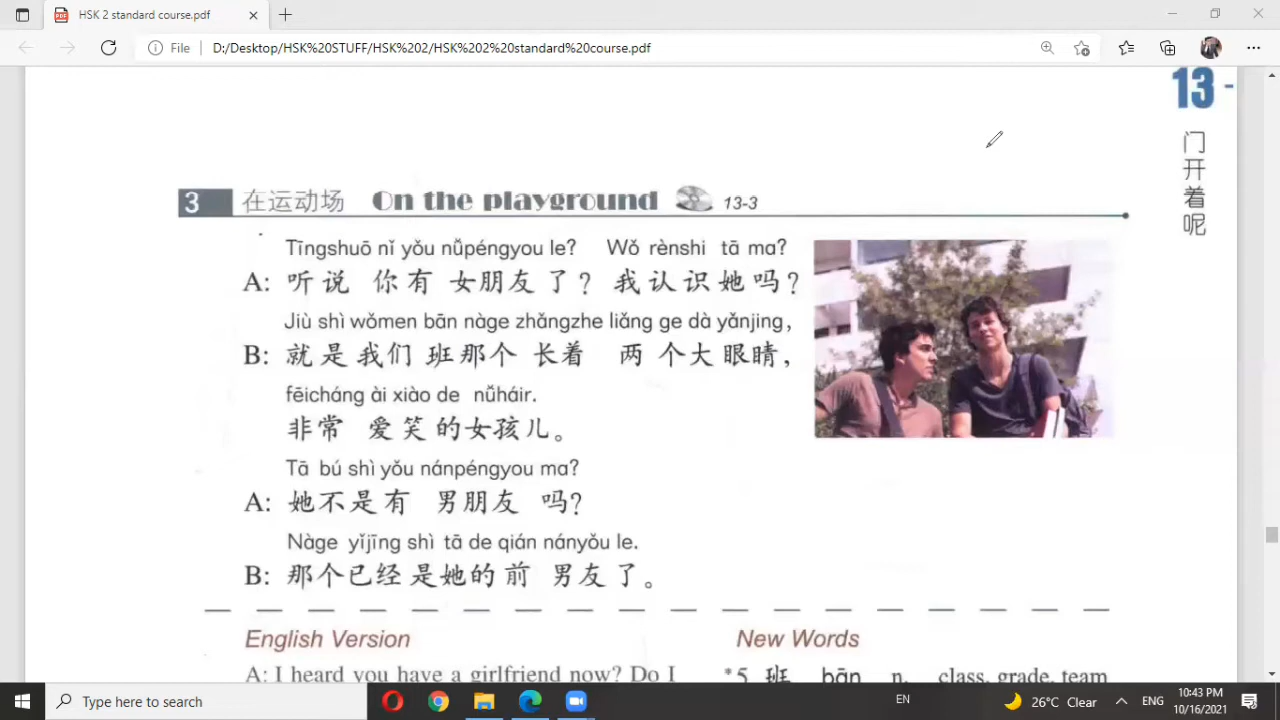 HSK 2 standard course.pdf
File D:/Desktop/HSK%20STUFF/HSK%202/HSK%202%20standard%20course.pdf
13 -
门开着呢
3 在运动场 On the playground 13-3
Tīngshuō nǐ yǒu nǚpéngyou le? Wǒ rènshi tā ma?
A: 听说 你有 女朋友了? 我认识她吗?
Jiù shì wǒmen bān nàge zhǎngzhe liǎng ge dà yǎnjing,
B: 就是我们 班那个 长着 两 个大眼睛,
fēicháng ài xiào de nǚháir.
非常 爱笑的女孩儿。
Tā bú shì yǒu nánpéngyou ma?
A: 她不是有 男朋友 吗?
Nàge yǐjīng shì tā de qián nányǒu le.
B: 那个已经是她的前 男友了。
English Version
New Words
A: I heard you have a girlfriend now? Do I
*5 班 bān n. class, grade, team
Type here to search
EN
26°C Clear
ENG
10:43 PM
10/16/2021